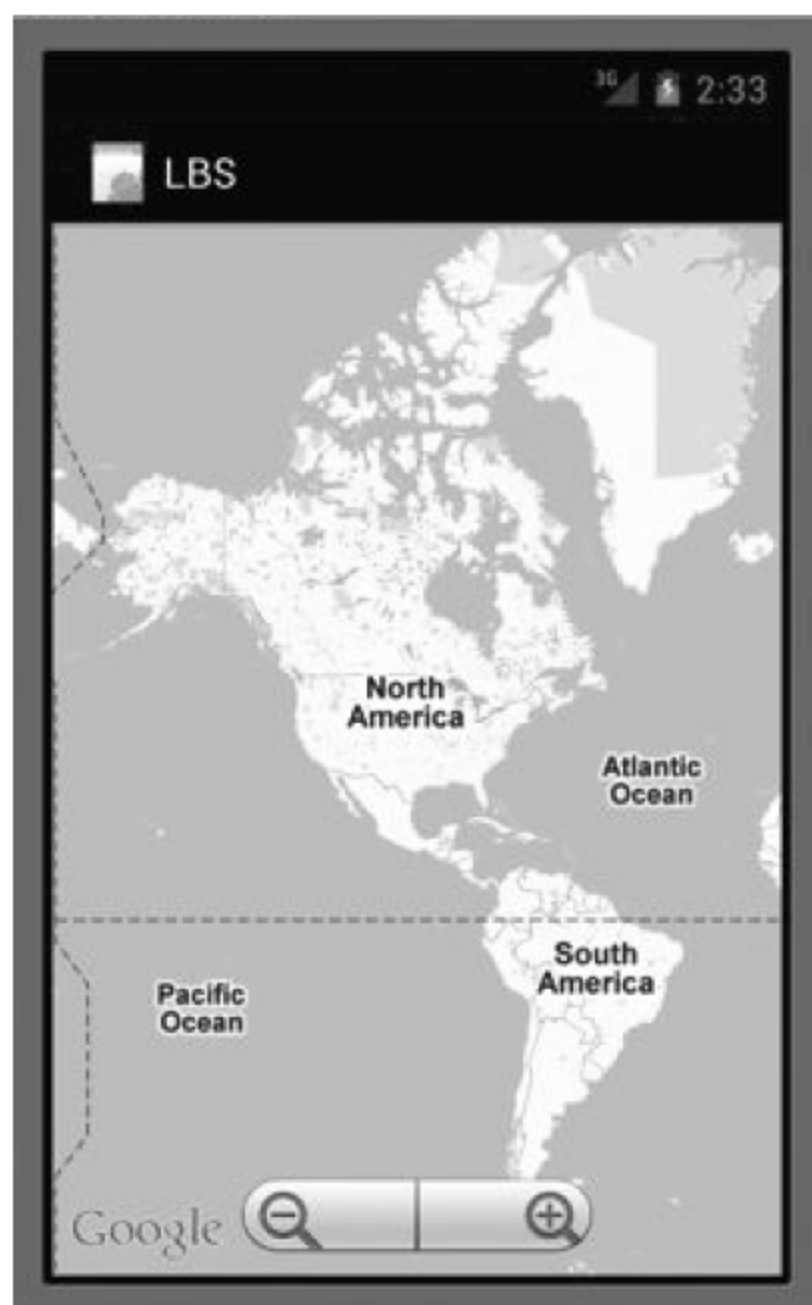 3G 2:33
LBS
North
America
Atlantic
Ocean
South
America
Pacific
Ocean
Google